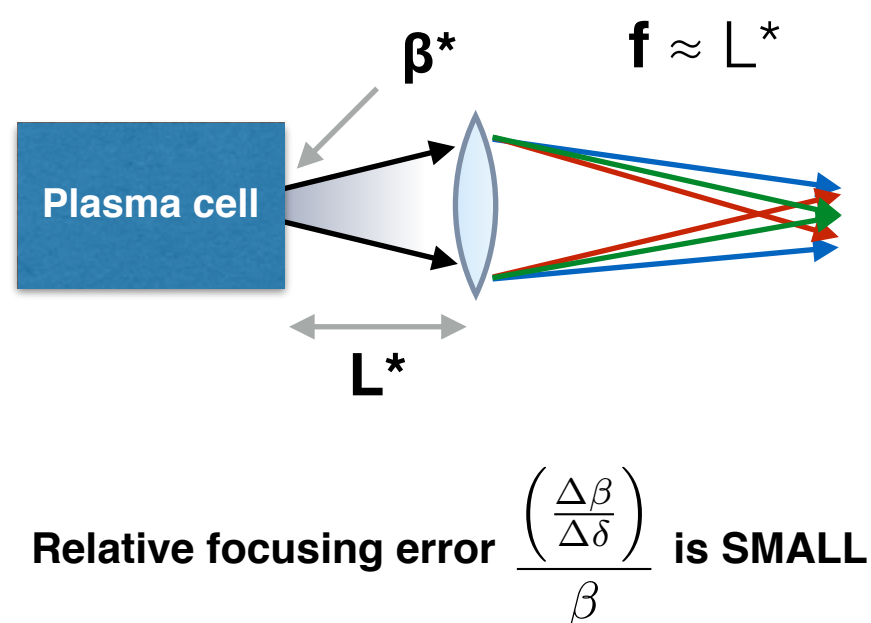 β*
f ≈ L*
Plasma cell
L*
Relative focusing error (Δβ/Δδ)/β is SMALL